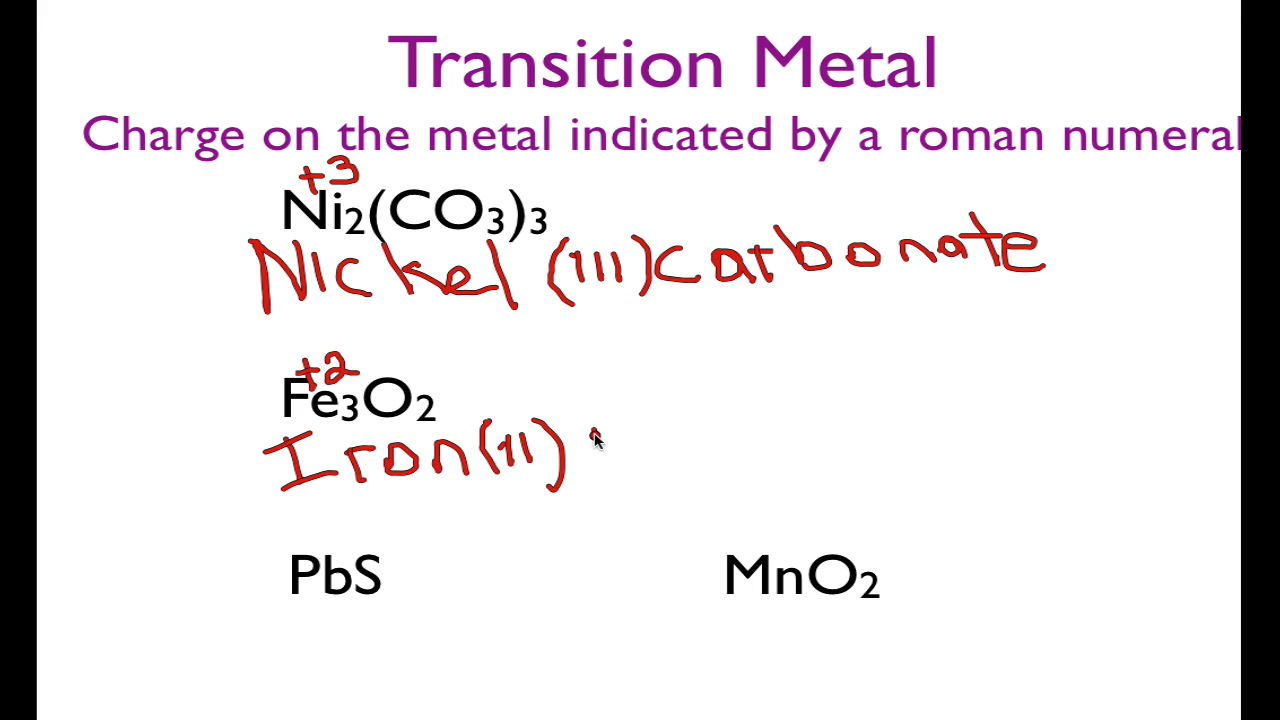 Transition Metal
Charge on the metal indicated by a roman numeral
+3
Ni₂(CO₃)₃
Nickel (III) Carbonate
+2
Fe₃O₂
Iron (II)
PbS MnO₂